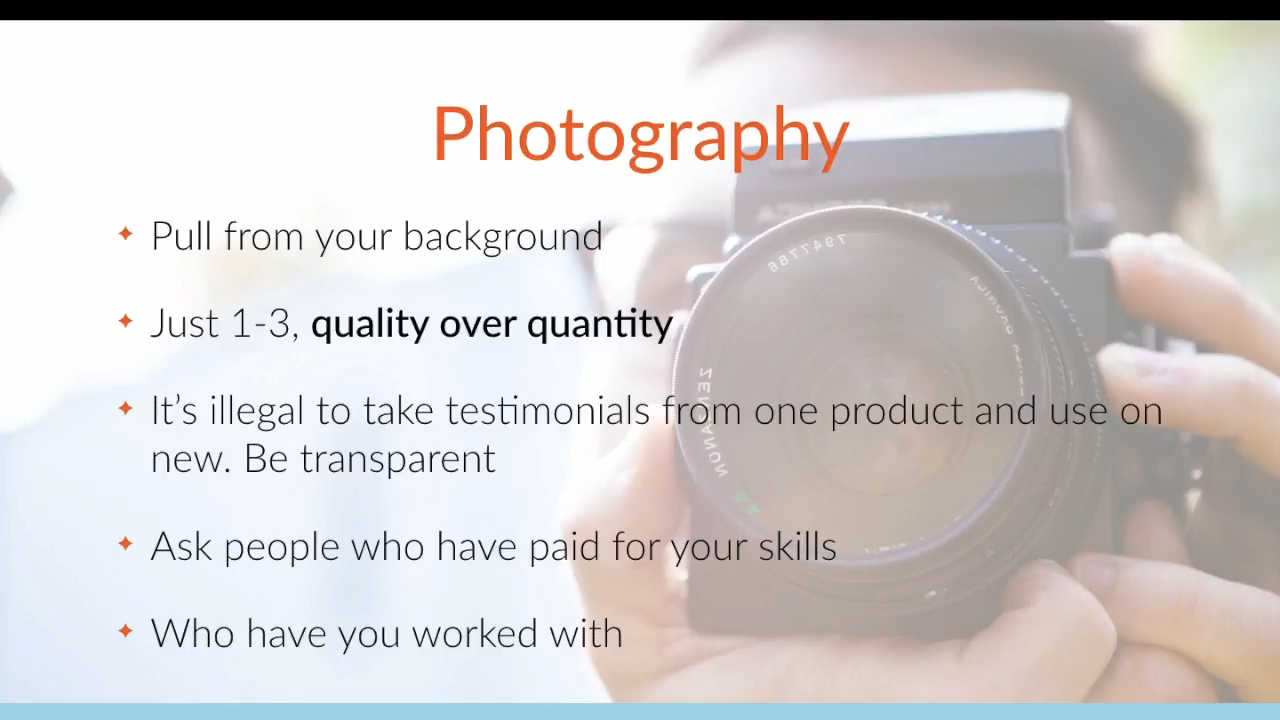 Photography
Pull from your background
Just 1-3, quality over quantity
It’s illegal to take testimonials from one product and use on
new. Be transparent
Ask people who have paid for your skills
Who have you worked with
7947786